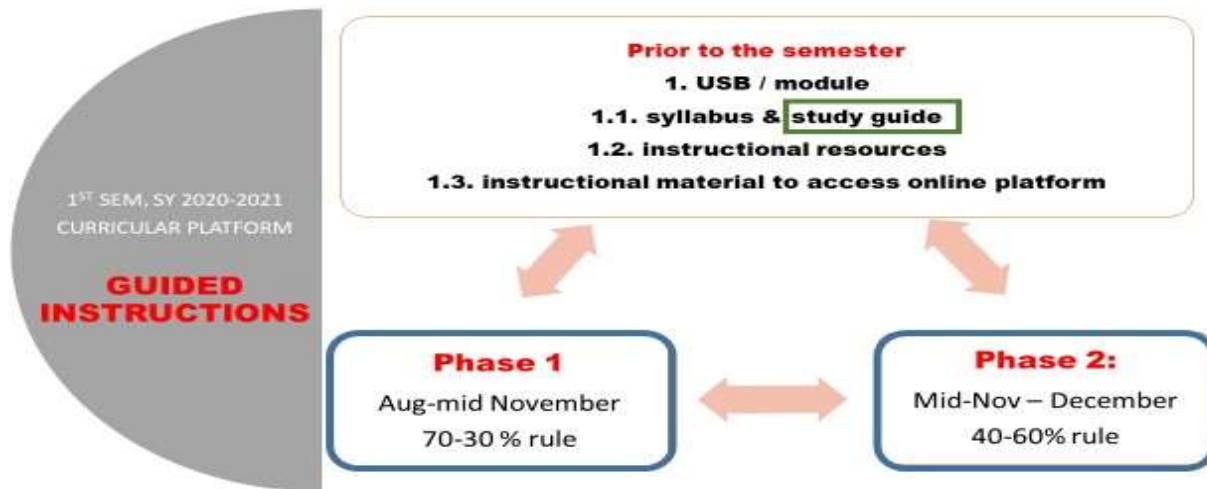 1ST SEM, SY 2020-2021
CURRICULAR PLATFORM
GUIDED
INSTRUCTIONS
Prior to the semester
1. USB / module
1.1. syllabus & study guide
1.2. instructional resources
1.3. instructional material to access online platform
Phase 1
Aug-mid November
70-30 % rule
Phase 2:
Mid-Nov – December
40-60% rule